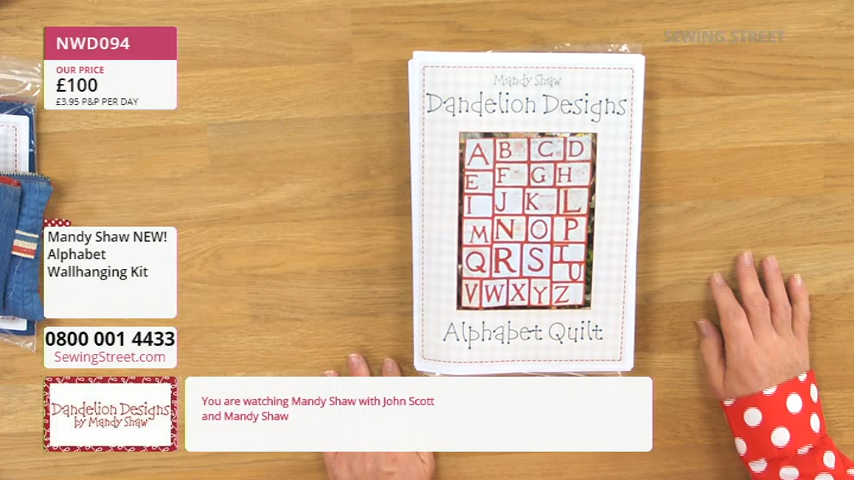 NWD094
OUR PRICE
£100
£3.95 P&P PER DAY
SEWING STREET
Mandy Shaw
Dandelion Designs
A B C D
E F G H
I J K L
M N O P
Q R S T U
V W X Y Z
Alphabet Quilt
Mandy Shaw NEW!
Alphabet
Wallhanging Kit
0800 001 4433
SewingStreet.com
Dandelion Designs
by Mandy Shaw
You are watching Mandy Shaw with John Scott
and Mandy Shaw